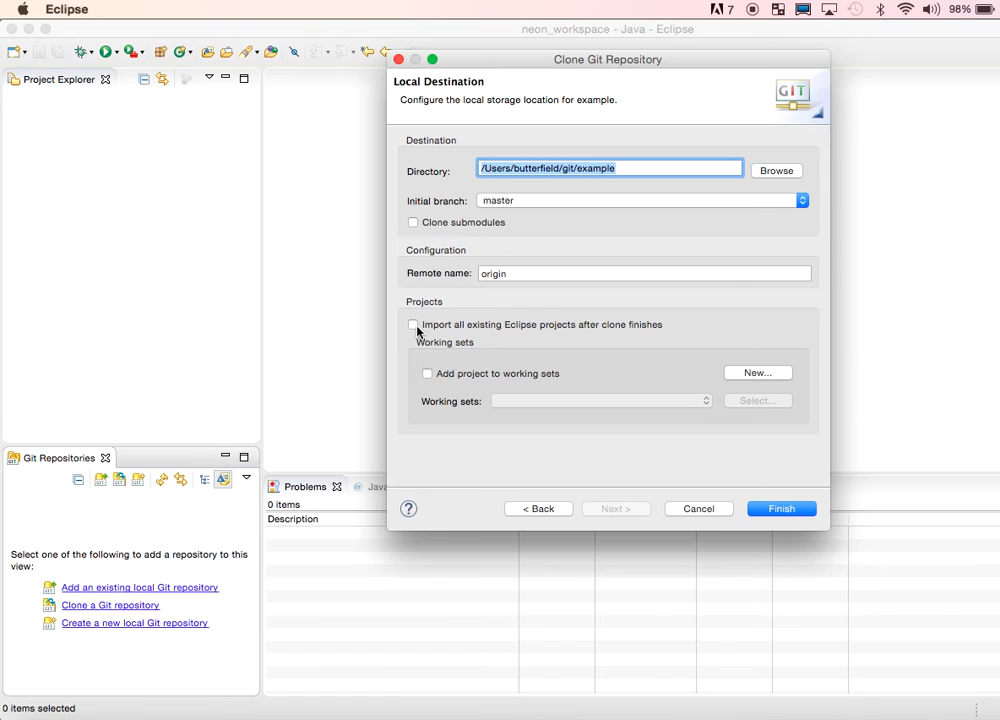 Eclipse
7
98%
neon_workspace - Java - Eclipse
Project Explorer
Clone Git Repository
Local Destination
Configure the local storage location for example.
GIT
Destination
Directory: /Users/butterfield/git/example Browse
Initial branch: master
Clone submodules
Configuration
Remote name: origin
Projects
Import all existing Eclipse projects after clone finishes
Working sets
Add project to working sets New...
Working sets: Select...
? < Back Next > Cancel Finish
Git Repositories
Select one of the following to add a repository to this
view:
Add an existing local Git repository
Clone a Git repository
Create a new local Git repository
Problems @ Java
0 items
Description
0 items selected